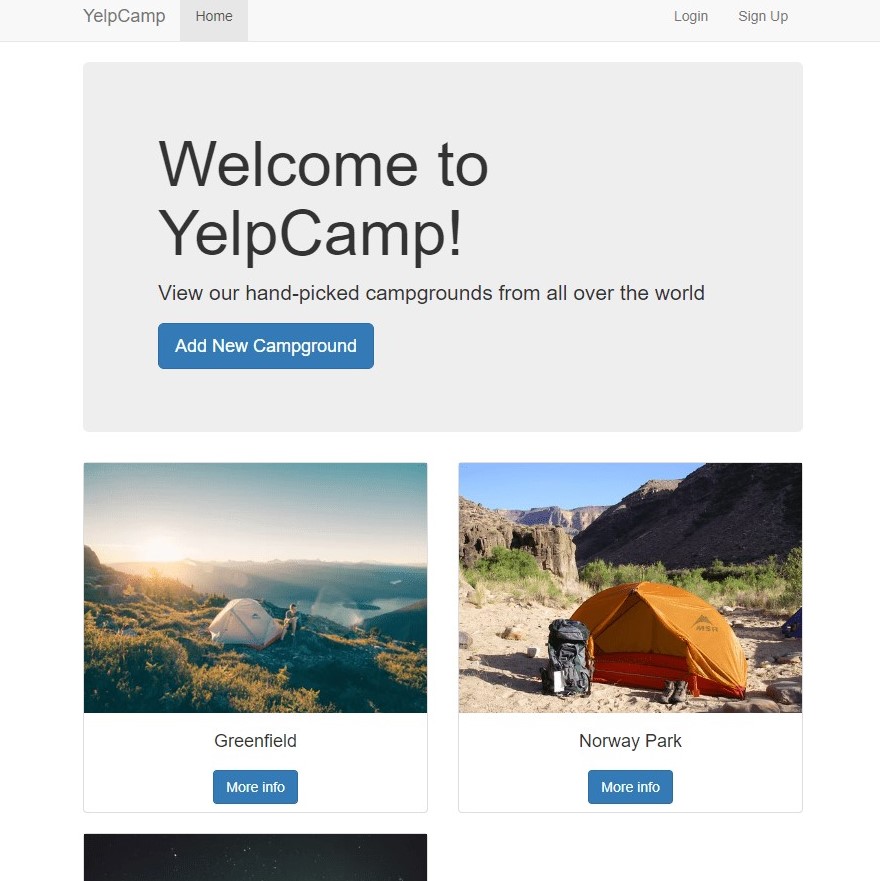 YelpCamp Home Login Sign Up
Welcome to
YelpCamp!
View our hand-picked campgrounds from all over the world
Add New Campground
MSR
Greenfield Norway Park
More info More info